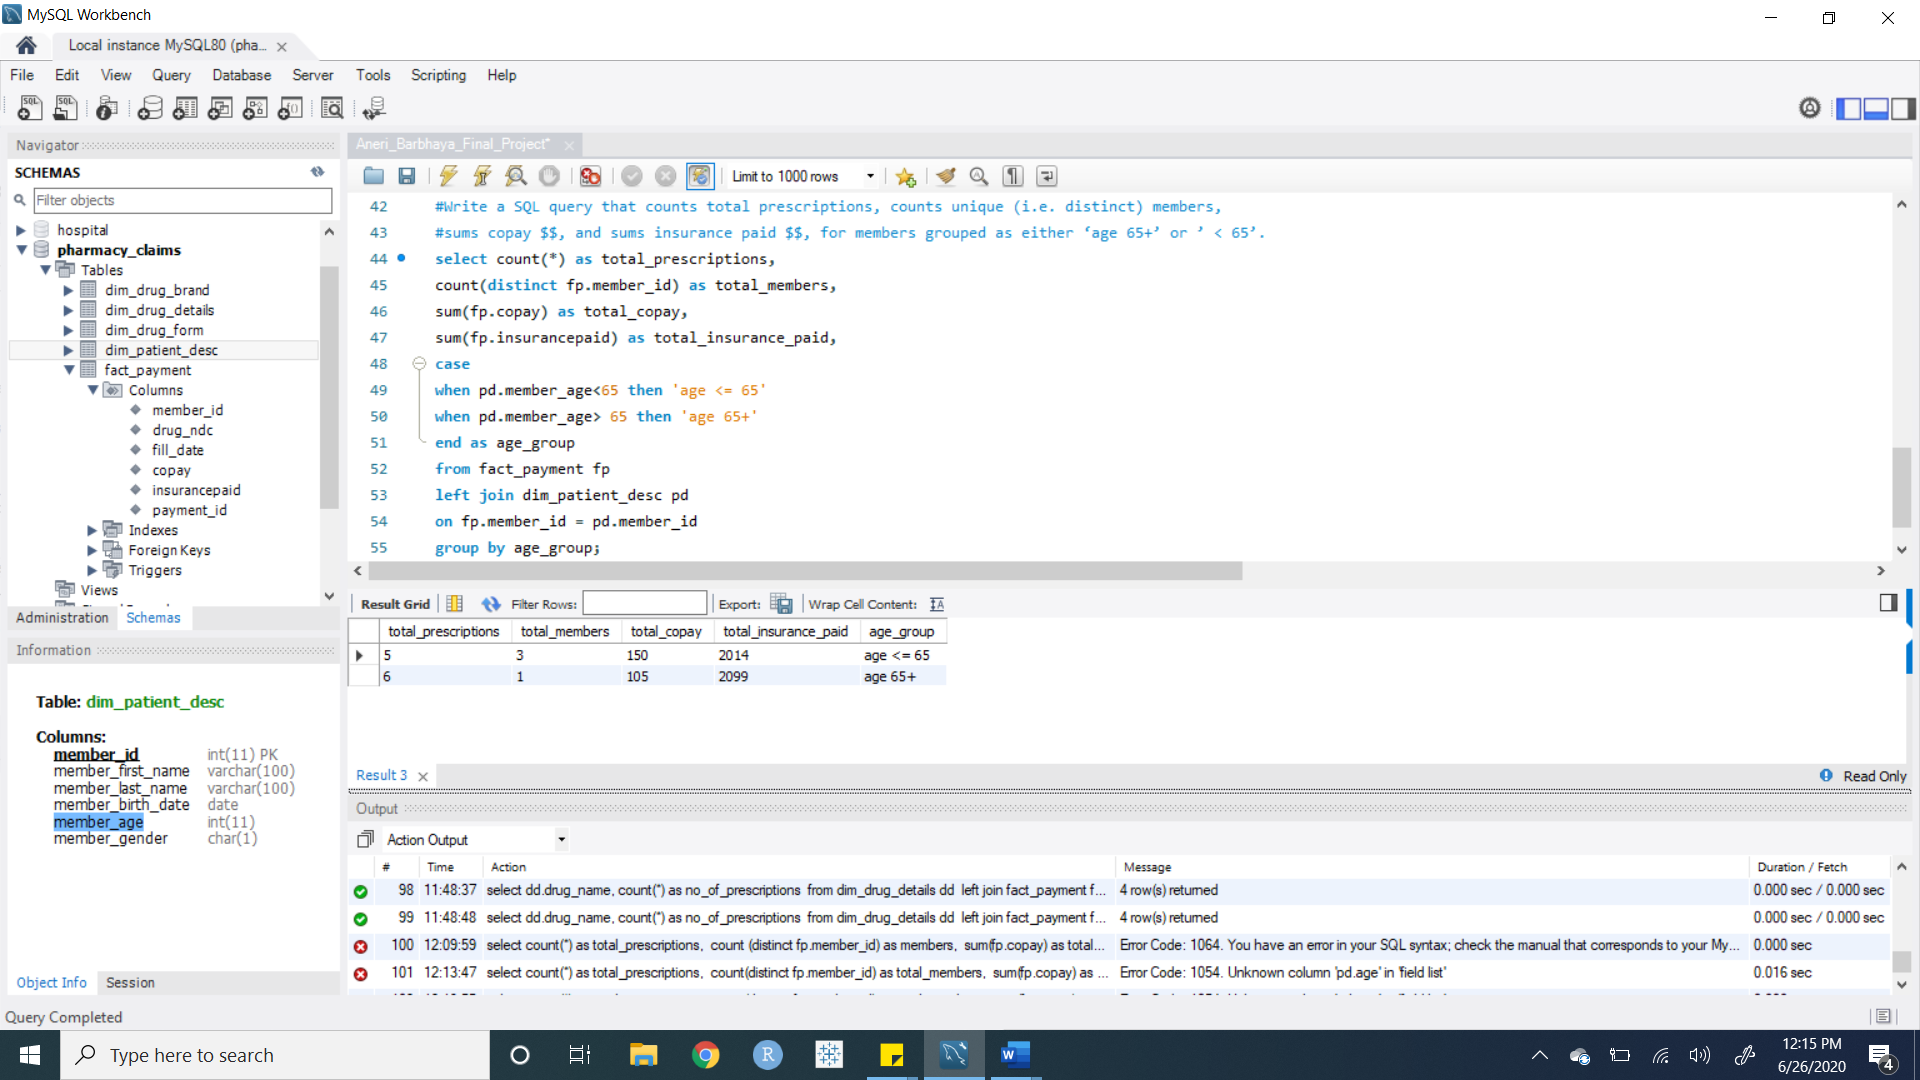 MySQL Workbench
Local instance MySQL80 (pha...
File Edit View Query Database Server Tools Scripting Help
Navigator
SCHEMAS
Filter objects
hospital
pharmacy_claims
Tables
dim_drug_brand
dim_drug_details
dim_drug_form
dim_patient_desc
fact_payment
Columns
member_id
drug_ndc
fill_date
copay
insurancepaid
payment_id
Indexes
Foreign Keys
Triggers
Views
Administration Schemas
Information
Table: dim_patient_desc
Columns:
member_id int(11) PK
member_first_name varchar(100)
member_last_name varchar(100)
member_birth_date date
member_age int(11)
member_gender char(1)
Object Info Session
Query Completed
Aneri_Barbhaya_Final_Project*
Limit to 1000 rows
42 #Write a SQL query that counts total prescriptions, counts unique (i.e. distinct) members,
43 #sums copay $$, and sums insurance paid $$, for members grouped as either ‘age 65+’ or ’ < 65’.
44 select count(*) as total_prescriptions,
45 count(distinct fp.member_id) as total_members,
46 sum(fp.copay) as total_copay,
47 sum(fp.insurancepaid) as total_insurance_paid,
48 case
49 when pd.member_age<65 then 'age <= 65'
50 when pd.member_age> 65 then 'age 65+'
51 end as age_group
52 from fact_payment fp
53 left join dim_patient_desc pd
54 on fp.member_id = pd.member_id
55 group by age_group;
Result Grid Filter Rows: Export: Wrap Cell Content:
total_prescriptions total_members total_copay total_insurance_paid age_group
5 3 150 2014 age <= 65
6 1 105 2099 age 65+
Result 3 Read Only
Output
Action Output
# Time Action Message Duration / Fetch
98 11:48:37 select dd.drug_name, count(*) as no_of_prescriptions from dim_drug_details dd left join fact_payment f... 4 row(s) returned 0.000 sec / 0.000 sec
99 11:48:48 select dd.drug_name, count(*) as no_of_prescriptions from dim_drug_details dd left join fact_payment f... 4 row(s) returned 0.000 sec / 0.000 sec
100 12:09:59 select count(*) as total_prescriptions, count (distinct fp.member_id) as members, sum(fp.copay) as total... Error Code: 1064. You have an error in your SQL syntax; check the manual that corresponds to your My... 0.000 sec
101 12:13:47 select count(*) as total_prescriptions, count(distinct fp.member_id) as total_members, sum(fp.copay) as ... Error Code: 1054. Unknown column 'pd.age' in 'field list' 0.016 sec
Type here to search
12:15 PM
6/26/2020
4